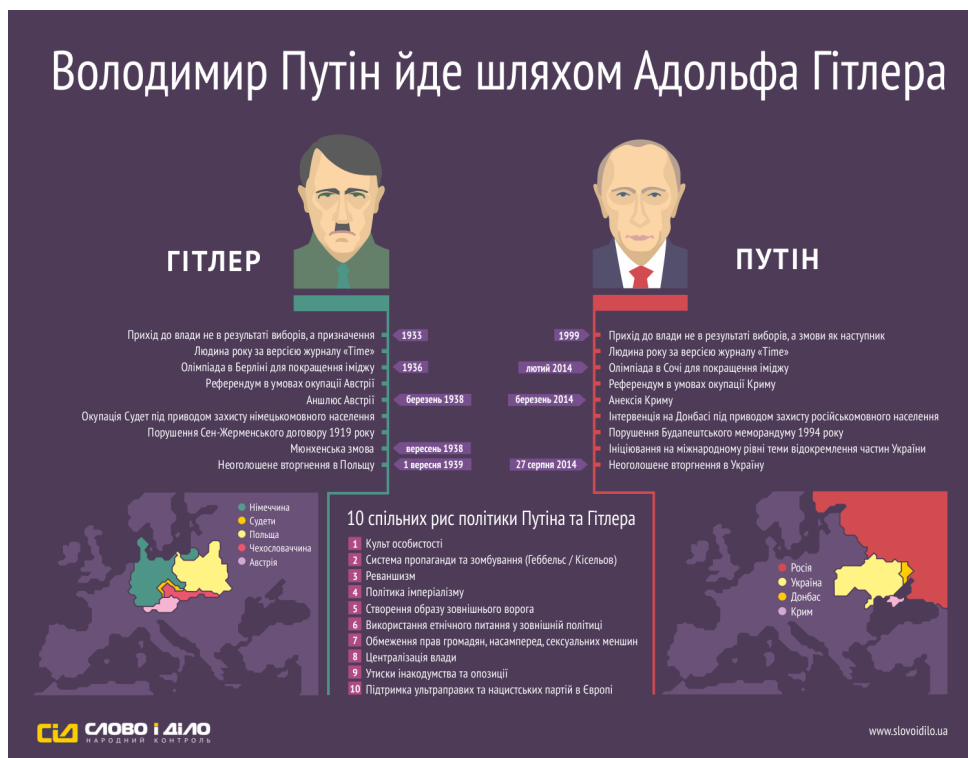 Володимир Путін йде шляхом Адольфа Гітлера
ГІТЛЕР
ПУТІН
Прихід до влади не в результаті виборів, а призначення
1933
Людина року за версією журналу «Time»
Олімпіада в Берліні для покращення іміджу
1936
Референдум в умовах окупації Австрії
Аншлюс Австрії
березень 1938
Окупація Судет під приводом захисту німецькомовного населення
Порушення Сен-Жерменського договору 1919 року
Мюнхенська змова
вересень 1938
Неоголошене вторгнення в Польщу
1 вересня 1939
1999
Прихід до влади не в результаті виборів, а змови як наступник
Людина року за версією журналу «Time»
лютий 2014
Олімпіада в Сочі для покращення іміджу
Референдум в умовах окупації Криму
березень 2014
Анексія Криму
Інтервенція на Донбасі під приводом захисту російськомовного населення
Порушення Будапештського меморандуму 1994 року
Ініціювання на міжнародному рівні теми відокремлення частин України
27 серпня 2014
Неоголошене вторгнення в Україну
Німеччина
Судети
Польща
Чехословаччина
Австрія
10 спільних рис політики Путіна та Гітлера
1 Культ особистості
2 Система пропаганди та зомбування (Геббельс / Кісельов)
3 Реваншизм
4 Політика імперіалізму
5 Створення образу зовнішнього ворога
6 Використання етнічного питання у зовнішній політиці
7 Обмеження прав громадян, насамперед, сексуальних меншин
8 Централізація влади
9 Утиски інакодумства та опозиції
10 Підтримка ультраправих та нацистських партій в Європі
Росія
Україна
Донбас
Крим
СІД СЛОВО І ДІЛО
НАРОДНИЙ КОНТРОЛЬ
www.slovoidilo.ua